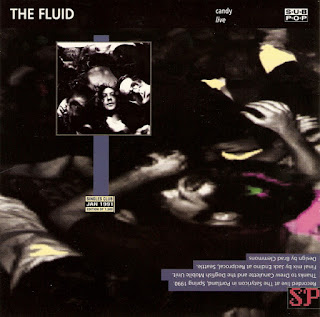 THE FLUID
candy
live
SUB
POP
SINGLES CLUB
JAN 1991
Recorded live at The Satyricon in Portland, Spring 1990
Thanks to Drew Canulette and the Dogfish Mobile Unit.
Final mix by Jack Endino at Reciprocal, Seattle.
Design by Brad Clemmons
SP